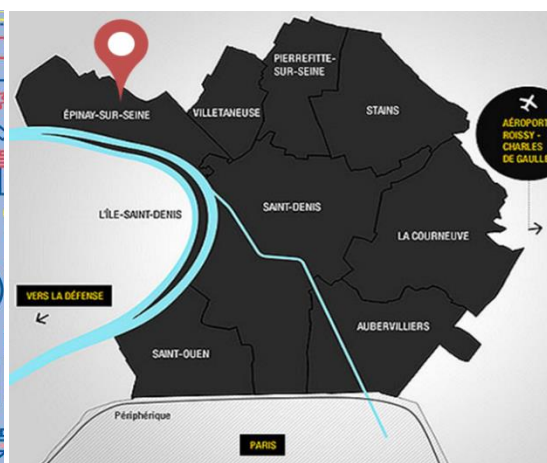 PIERREFITTE-
SUR-SEINE
ÉPINAY-SUR-SEINE
VILLETANEUSE
STAINS
AÉROPORT
ROISSY -
CHARLES
DE GAULLE
L'ÎLE-SAINT-DENIS
SAINT-DENIS
LA COURNEUVE
VERS LA DÉFENSE
AUBERVILLIERS
SAINT-OUEN
Périphérique
PARIS